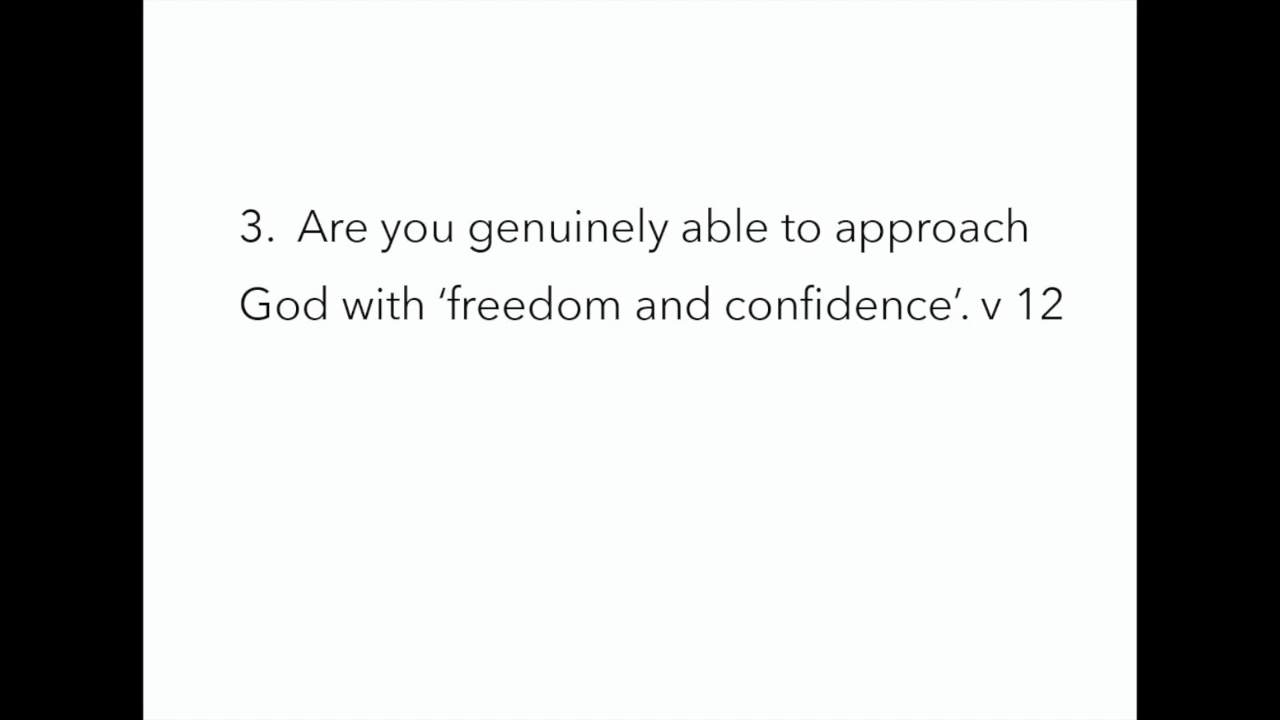 3.  Are you genuinely able to approach
God with ‘freedom and confidence’. v 12